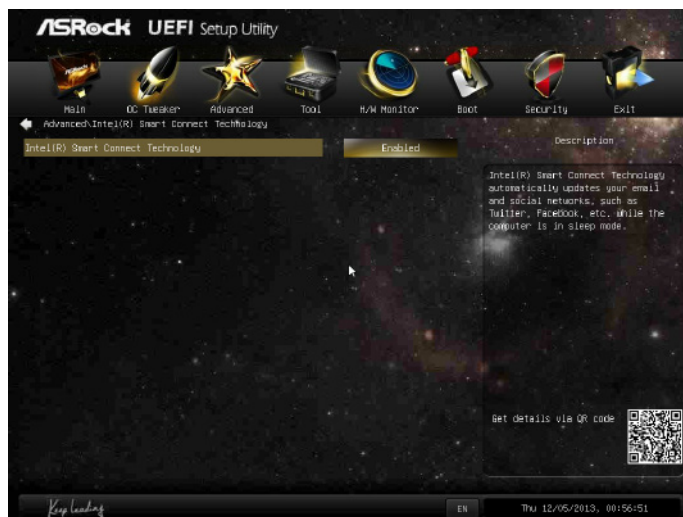 ASRock UEFI Setup Utility
Main OC Tweaker Advanced Tool H/W Monitor Boot Security Exit
Advanced\Intel(R) Smart Connect Technology
Intel(R) Smart Connect Technology Enabled
Description
Intel(R) Smart Connect Technology
automatically updates your email
and social networks, such as
Twitter, Facebook, etc. while the
computer is in sleep mode.
Get details via QR code
Keep Leading
EN Thu 12/05/2013, 00:56:51